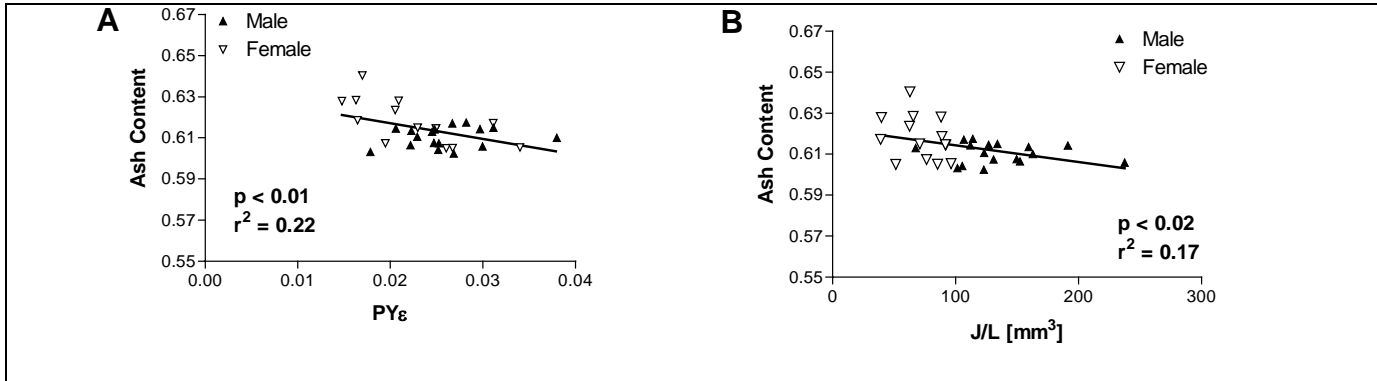 A
Male
Female
0.67
0.65
0.63
0.61
0.59
0.57
0.55
Ash Content
p < 0.01
r² = 0.22
0.00 0.01 0.02 0.03 0.04
PYε
B
Male
Female
0.67
0.65
0.63
0.61
0.59
0.57
0.55
Ash Content
p < 0.02
r² = 0.17
0 100 200 300
J/L [mm³]